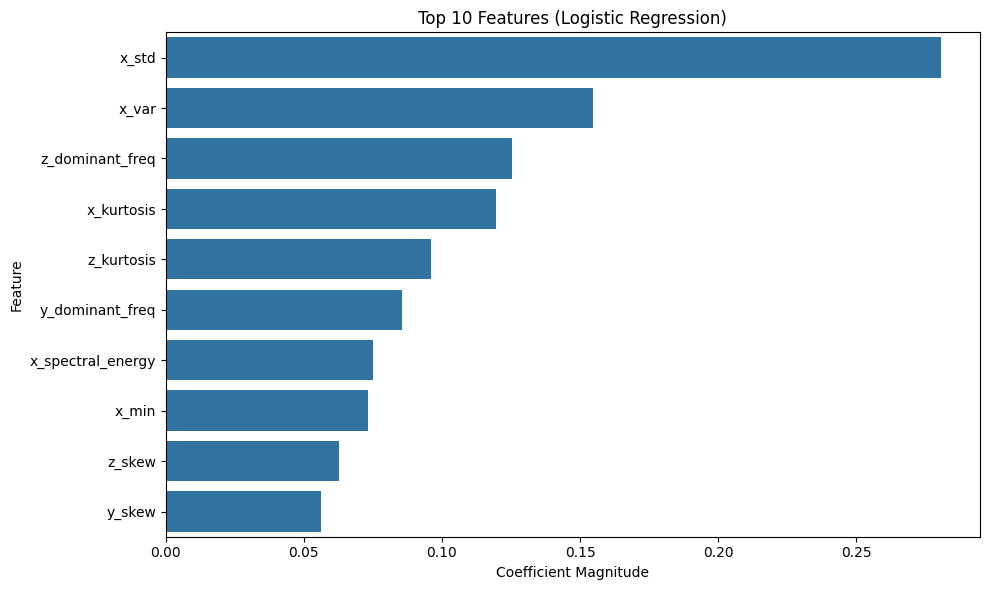 Top 10 Features (Logistic Regression)
Feature
x_std
x_var
z_dominant_freq
x_kurtosis
z_kurtosis
y_dominant_freq
x_spectral_energy
x_min
z_skew
y_skew
0.00 0.05 0.10 0.15 0.20 0.25
Coefficient Magnitude